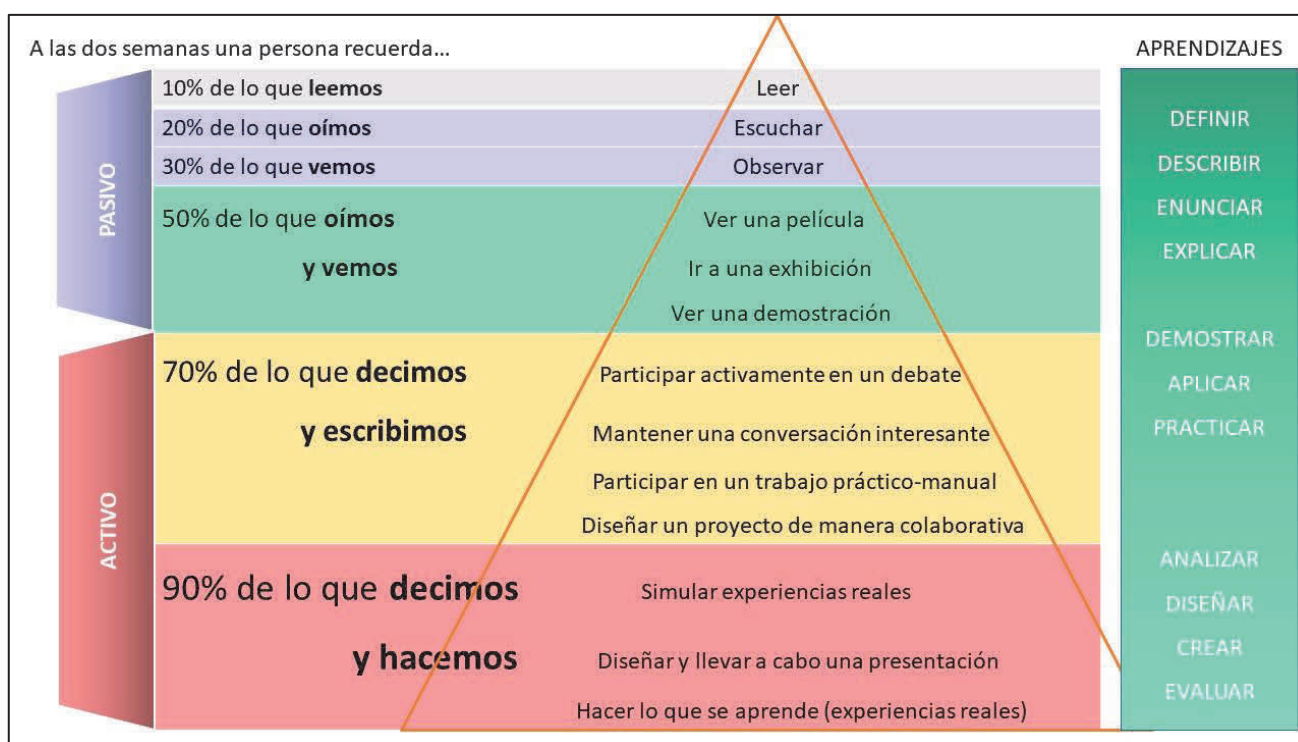 A las dos semanas una persona recuerda...
APRENDIZAJES
PASIVO
10% de lo que leemos
Leer
20% de lo que oímos
Escuchar
30% de lo que vemos
Observar
50% de lo que oímos
y vemos
Ver una película
Ir a una exhibición
Ver una demostración
ACTIVO
70% de lo que decimos
y escribimos
Participar activamente en un debate
Mantener una conversación interesante
Participar en un trabajo práctico-manual
Diseñar un proyecto de manera colaborativa
90% de lo que decimos
y hacemos
Simular experiencias reales
Diseñar y llevar a cabo una presentación
Hacer lo que se aprende (experiencias reales)
DEFINIR
DESCRIBIR
ENUNCIAR
EXPLICAR
DEMOSTRAR
APLICAR
PRACTICAR
ANALIZAR
DISEÑAR
CREAR
EVALUAR